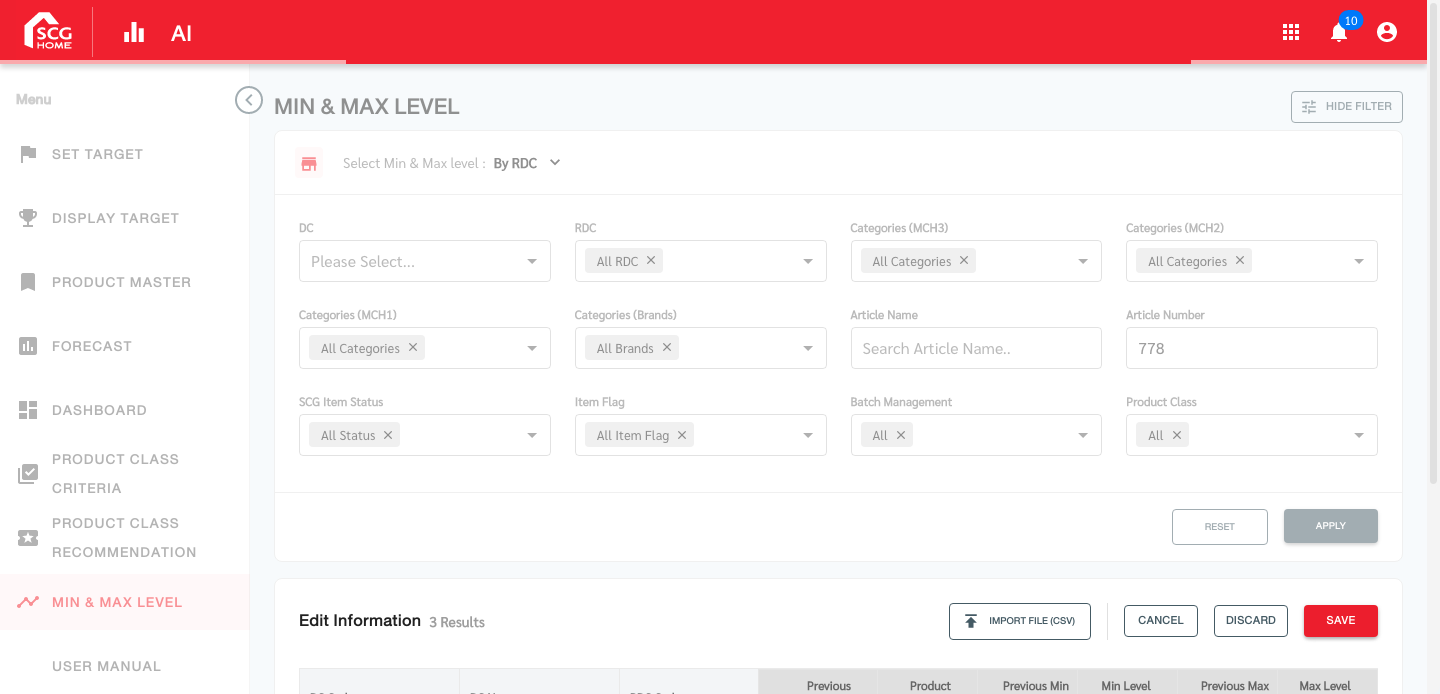 SCG
HOME
AI
10
Menu
SET TARGET
DISPLAY TARGET
PRODUCT MASTER
FORECAST
DASHBOARD
PRODUCT CLASS
CRITERIA
PRODUCT CLASS
RECOMMENDATION
MIN & MAX LEVEL
USER MANUAL
MIN & MAX LEVEL
HIDE FILTER
Select Min & Max level : By RDC
DC
RDC
Categories (MCH3)
Categories (MCH2)
Please Select...
All RDC
All Categories
All Categories
Categories (MCH1)
Categories (Brands)
Article Name
Article Number
All Categories
All Brands
Search Article Name..
778
SCG Item Status
Item Flag
Batch Management
Product Class
All Status
All Item Flag
All
All
RESET
APPLY
Edit Information 3 Results
IMPORT FILE (CSV)
CANCEL
DISCARD
SAVE
Previous
Product
Previous Min
Min Level
Previous Max
Max Level